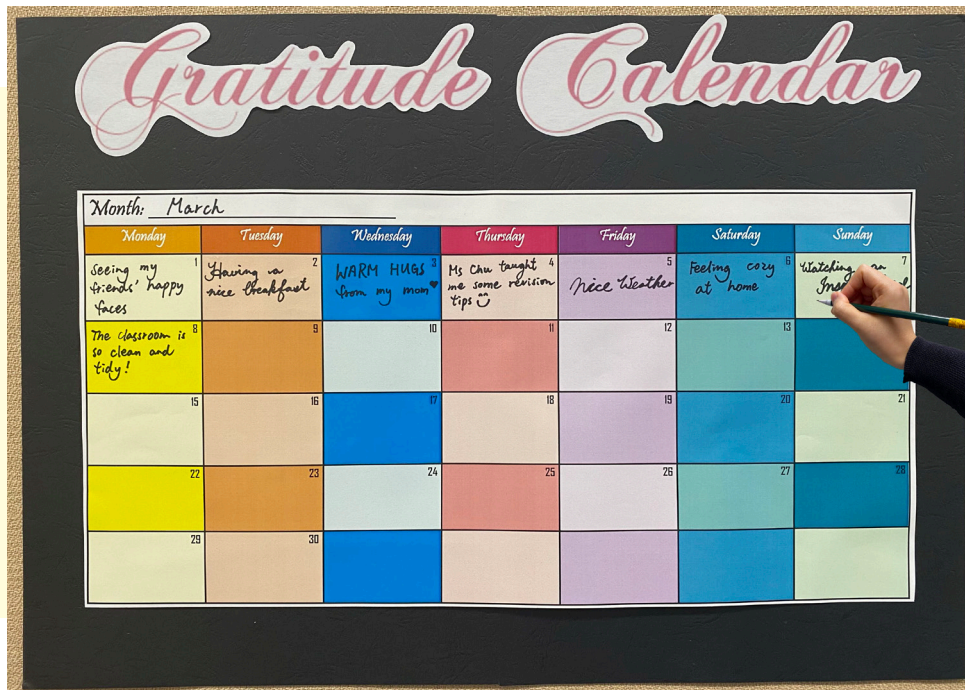 Gratitude Calendar
Month: March
Monday Tuesday Wednesday Thursday Friday Saturday Sunday
1
Seeing my
friends' happy
faces
2
Having a
nice breakfast
3
WARM HUGS
from my mom♥
4
Ms Chu taught
me some revision
tips
5
Nice Weather
6
Feeling cozy
at home
7
Watching
8
The classroom is
so clean and
tidy!
9
10
11
12
13
15
16
17
18
19
20
21
22
23
24
25
26
27
28
29
30